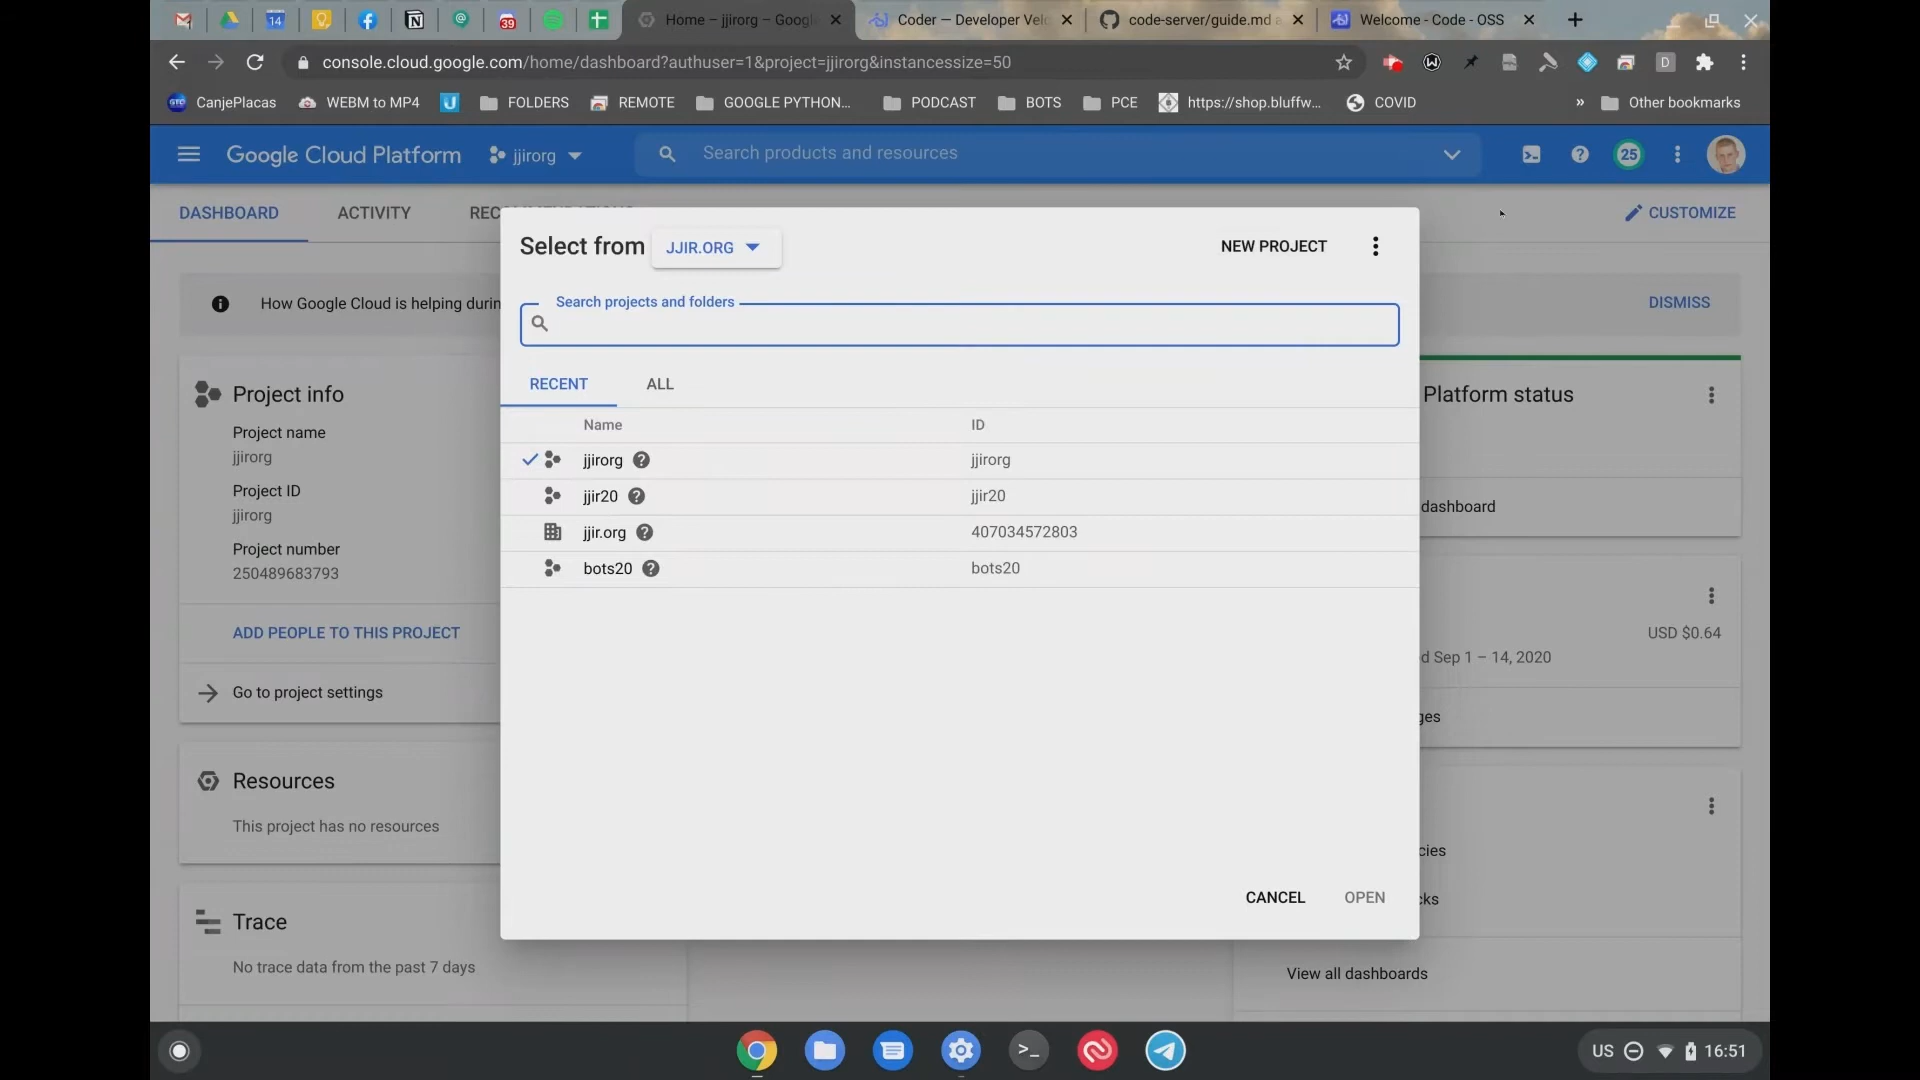 14
39
Home – jjirorg – Google
Coder — Developer Velo
code-server/guide.md a
Welcome - Code - OSS
console.cloud.google.com/home/dashboard?authuser=1&project=jjirorg&instancessize=50
D
GTD
CanjePlacas
WEBM to MP4
FOLDERS
REMOTE
GOOGLE PYTHON...
PODCAST
BOTS
PCE
https://shop.bluffw...
COVID
»
Other bookmarks
Google Cloud Platform
jjirorg
Search products and resources
25
DASHBOARD
ACTIVITY
CUSTOMIZE
Select from
JJIR.ORG
NEW PROJECT
Search projects and folders
How Google Cloud is helping durin
DISMISS
RECENT
ALL
Name
ID
jjirorg
jjirorg
jjir20
jjir20
jjir.org
407034572803
bots20
bots20
CANCEL
OPEN
Project info
Project name
jjirorg
Project ID
jjirorg
Project number
250489683793
ADD PEOPLE TO THIS PROJECT
Go to project settings
Resources
This project has no resources
Trace
No trace data from the past 7 days
Platform status
dashboard
USD $0.64
d Sep 1 – 14, 2020
ges
cies
cks
View all dashboards
US
16:51